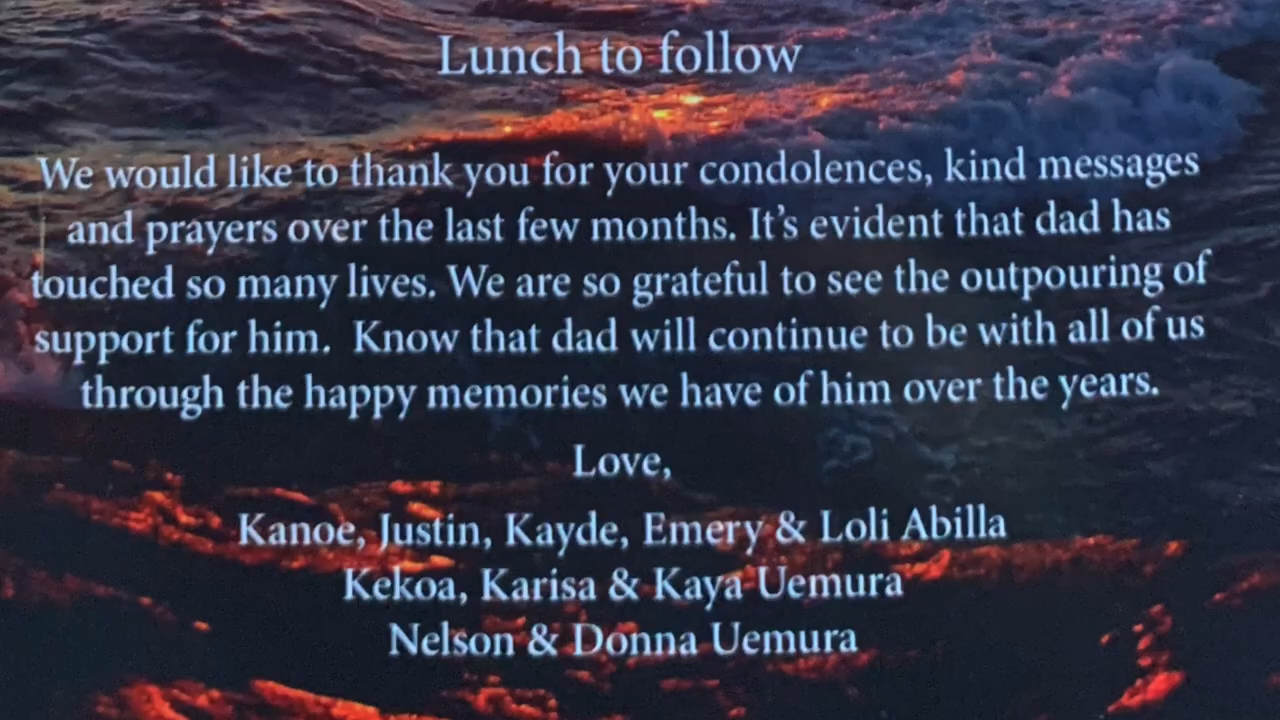 Lunch to follow
We would like to thank you for your condolences, kind messages
and prayers over the last few months. It's evident that dad has
touched so many lives. We are so grateful to see the outpouring of
support for him.  Know that dad will continue to be with all of us
through the happy memories we have of him over the years.
Love,
Kanoe, Justin, Kayde, Emery & Loli Abilla
Kekoa, Karisa & Kaya Uemura
Nelson & Donna Uemura